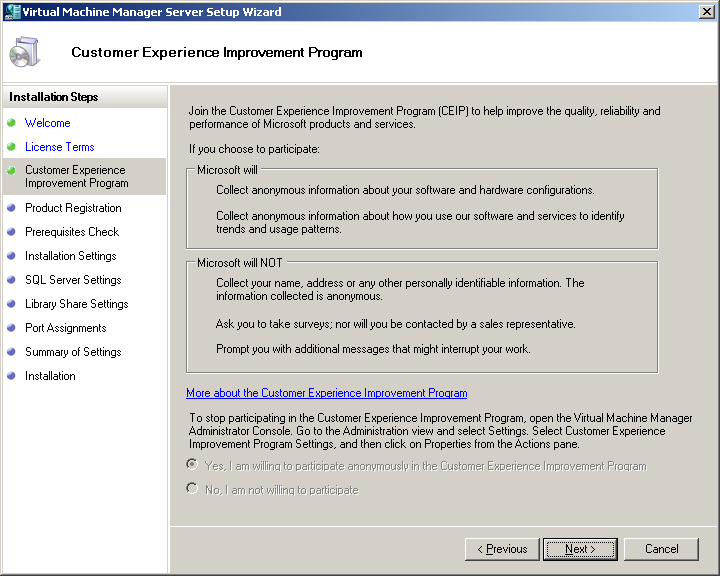 Virtual Machine Manager Server Setup Wizard
Customer Experience Improvement Program
Installation Steps
Welcome
License Terms
Customer Experience
Improvement Program
Product Registration
Prerequisites Check
Installation Settings
SQL Server Settings
Library Share Settings
Port Assignments
Summary of Settings
Installation
Join the Customer Experience Improvement Program (CEIP) to help improve the quality, reliability and
performance of Microsoft products and services.
If you choose to participate:
Microsoft will
Collect anonymous information about your software and hardware configurations.
Collect anonymous information about how you use our software and services to identify
trends and usage patterns.
Microsoft will NOT
Collect your name, address or any other personally identifiable information. The
information collected is anonymous.
Ask you to take surveys; nor will you be contacted by a sales representative.
Prompt you with additional messages that might interrupt your work.
More about the Customer Experience Improvement Program
To stop participating in the Customer Experience Improvement Program, open the Virtual Machine Manager
Administrator Console. Go to the Administration view and select Settings. Select Customer Experience
Improvement Program Settings, and then click on Properties from the Actions pane.
Yes, I am willing to participate anonymously in the Customer Experience Improvement Program
No, I am not willing to participate
< Previous
Next >
Cancel